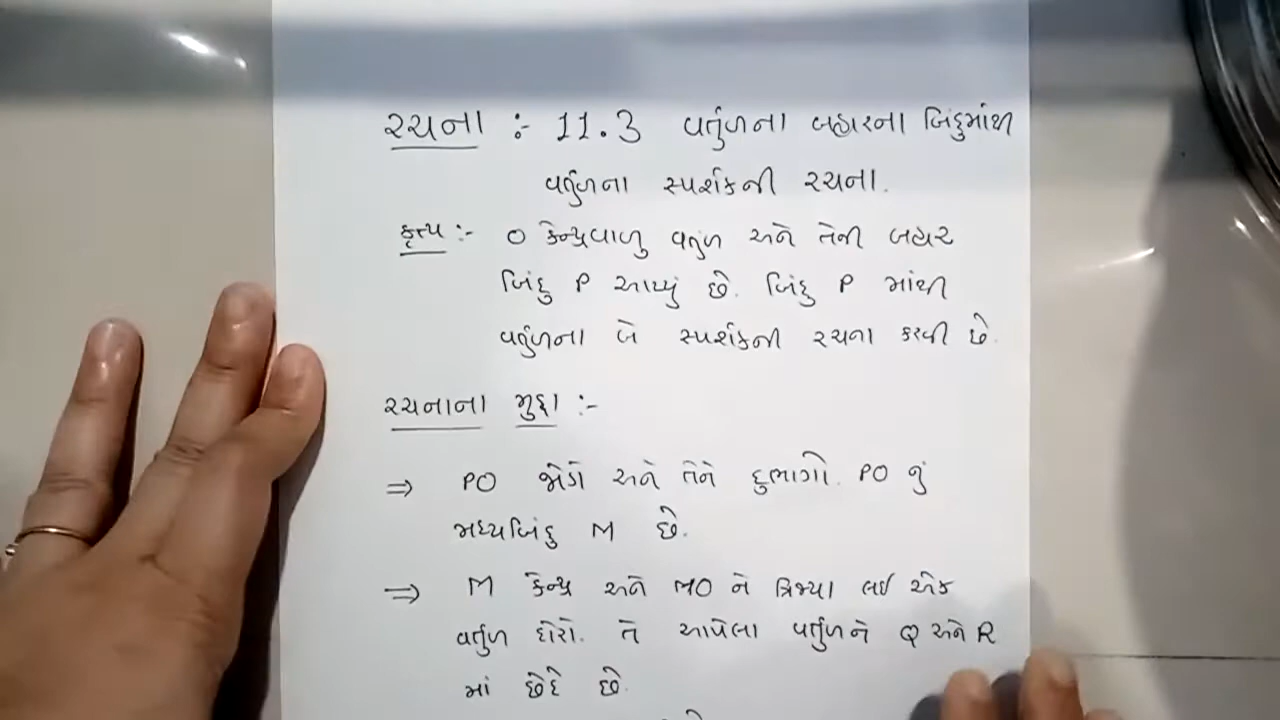 રચના :- 11.3 વર્તુળના બહારના બિંદુમાંથી
વર્તુળના સ્પર્શકની રચના.
કૃત્ય :- O કેન્દ્રવાળુ વર્તુળ અને તેની બહાર
બિંદુ P આપ્યું છે. બિંદુ P માંથી
વર્તુળના બે સ્પર્શકની રચના કરવી છે.
રચનાના મુદ્દા :-
⇒ PO જોડો અને તેને દુભાગો. PO નું
મધ્યબિંદુ M છે.
⇒ M કેન્દ્ર અને MO ને ત્રિજ્યા લઈ એક
વર્તુળ દોરો. તે આપેલા વર્તુળને Q અને R
માં છેદે છે.